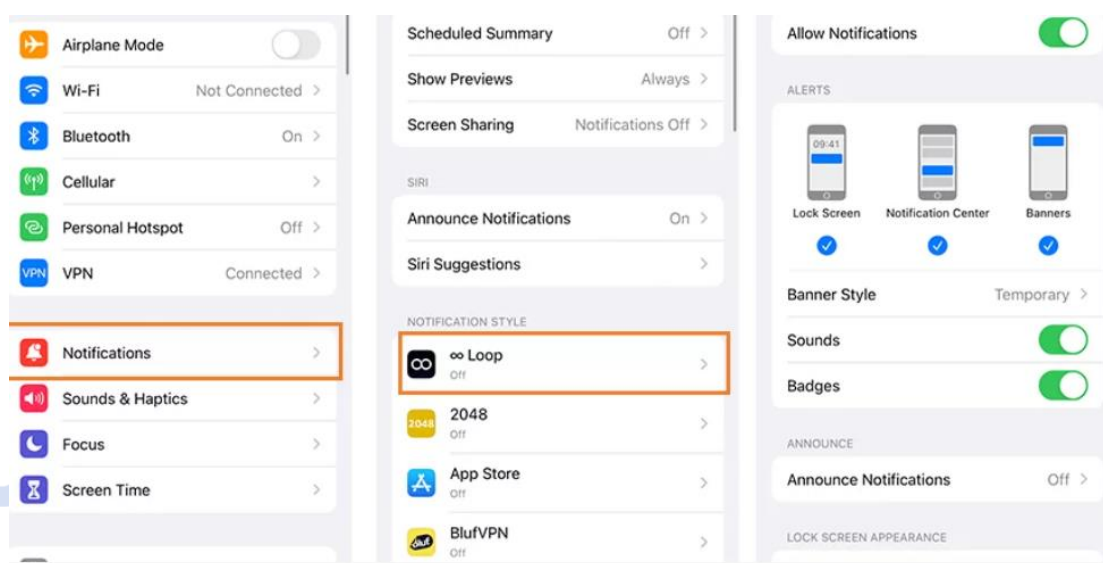 Airplane Mode
Wi-Fi Not Connected
Bluetooth On
Cellular
Personal Hotspot Off
VPN VPN Connected
Notifications
Sounds & Haptics
Focus
Screen Time
Scheduled Summary Off
Show Previews Always
Screen Sharing Notifications Off
SIRI
Announce Notifications On
Siri Suggestions
NOTIFICATION STYLE
∞ Loop
Off
2048 2048
Off
App Store
Off
Bluf BlufVPN
Off
Allow Notifications
ALERTS
09:41
Lock Screen Notification Center Banners
Banner Style Temporary
Sounds
Badges
ANNOUNCE
Announce Notifications Off
LOCK SCREEN APPEARANCE